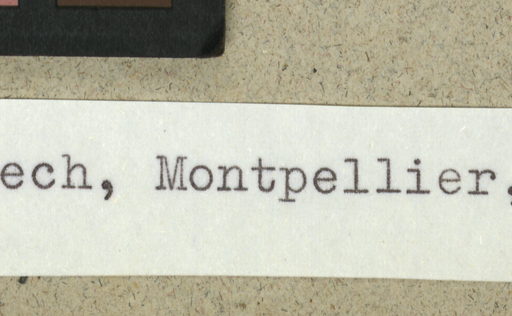 ech, Montpellier,